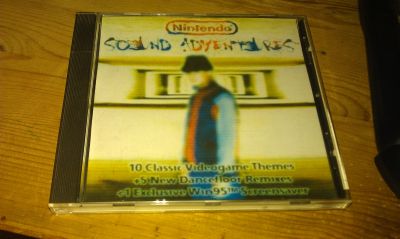 Nintendo
SOUND ADVENTURES
10 Classic Videogame Themes
+5 New Dancefloor Remixes
+1 Exclusive Win95™ Screensaver